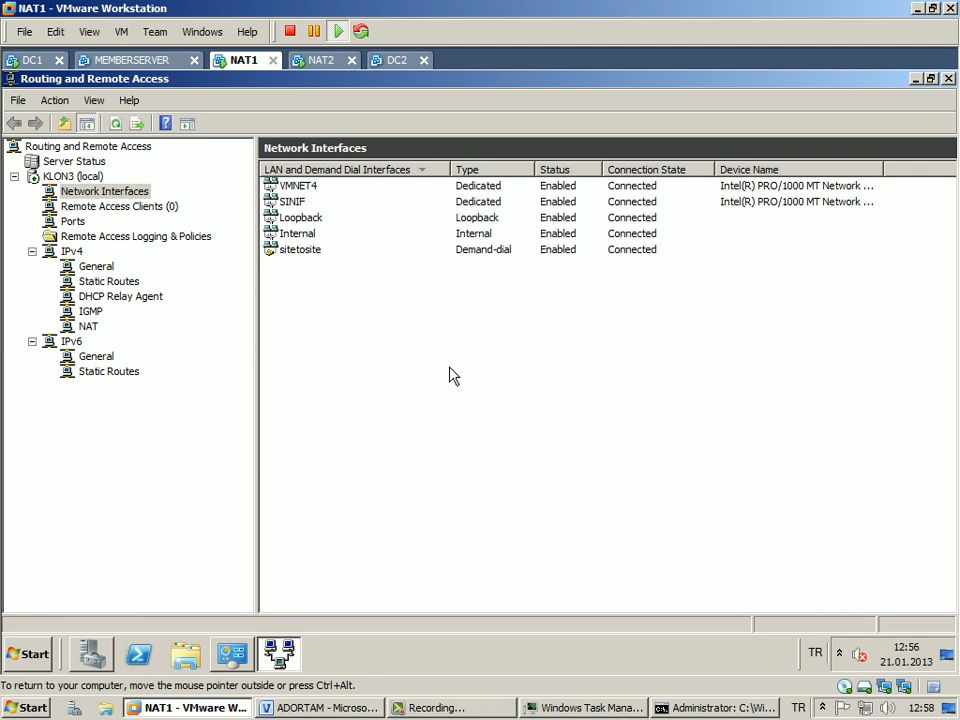 NAT1 - VMware Workstation
File Edit View VM Team Windows Help
DC1 MEMBERSERVER NAT1 NAT2 DC2
Routing and Remote Access
File Action View Help
Routing and Remote Access
Server Status
KLON3 (local)
Network Interfaces
Remote Access Clients (0)
Ports
Remote Access Logging & Policies
IPv4
General
Static Routes
DHCP Relay Agent
IGMP
NAT
IPv6
General
Static Routes
Network Interfaces
LAN and Demand Dial Interfaces Type Status Connection State Device Name
VMNET4 Dedicated Enabled Connected Intel(R) PRO/1000 MT Network ...
SINIF Dedicated Enabled Connected Intel(R) PRO/1000 MT Network ...
Loopback Loopback Enabled Connected
Internal Internal Enabled Connected
sitetosite Demand-dial Enabled Connected
Start TR 12:56
21.01.2013
To return to your computer, move the mouse pointer outside or press Ctrl+Alt.
Start NAT1 - VMware W... ADORTAM - Microso... Recording... Windows Task Mana... Administrator: C:\Win... TR 12:58